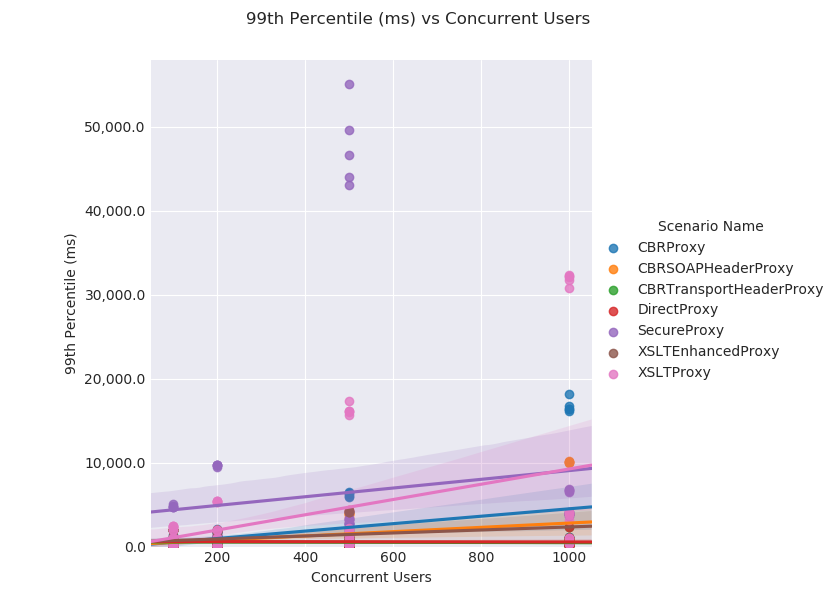 99th Percentile (ms) vs Concurrent Users
50,000.0
40,000.0
30,000.0
20,000.0
10,000.0
0.0
99th Percentile (ms)
200
400
600
800
1000
Concurrent Users
Scenario Name
CBRProxy
CBRSOAPHeaderProxy
CBRTransportHeaderProxy
DirectProxy
SecureProxy
XSLTEnhancedProxy
XSLTProxy